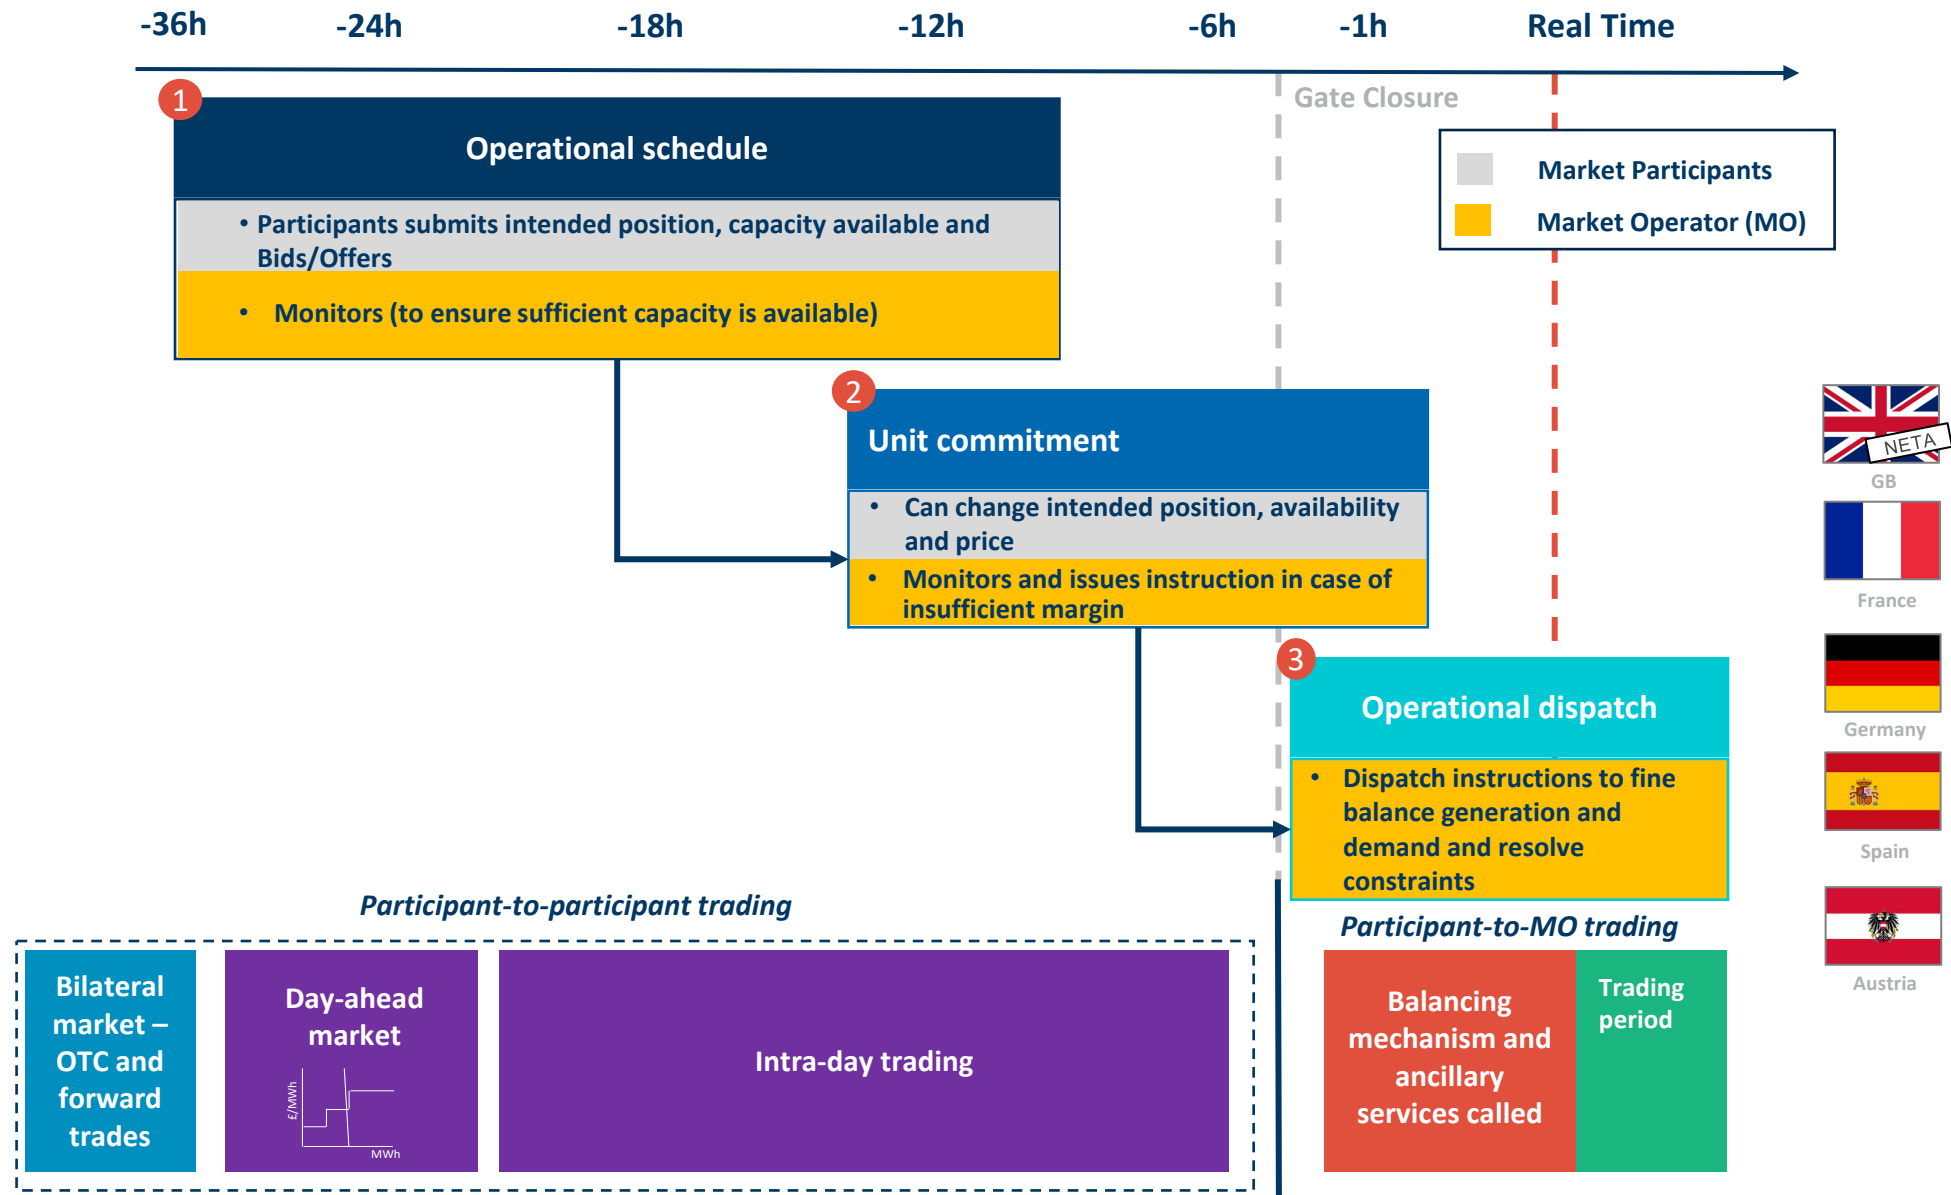 -36h
-24h
-18h
-12h
-6h
-1h
Real Time
Gate Closure
1
Operational schedule
• Participants submits intended position, capacity available and
Bids/Offers
• Monitors (to ensure sufficient capacity is available)
Market Participants
Market Operator (MO)
2
Unit commitment
• Can change intended position, availability
and price
• Monitors and issues instruction in case of
insufficient margin
3
Operational dispatch
• Dispatch instructions to fine
balance generation and
demand and resolve
constraints
NETA
GB
France
Germany
Spain
Austria
Participant-to-participant trading
Bilateral
market –
OTC and
forward
trades
Day-ahead
market
£/MWh
MWh
Intra-day trading
Participant-to-MO trading
Balancing
mechanism and
ancillary
services called
Trading
period